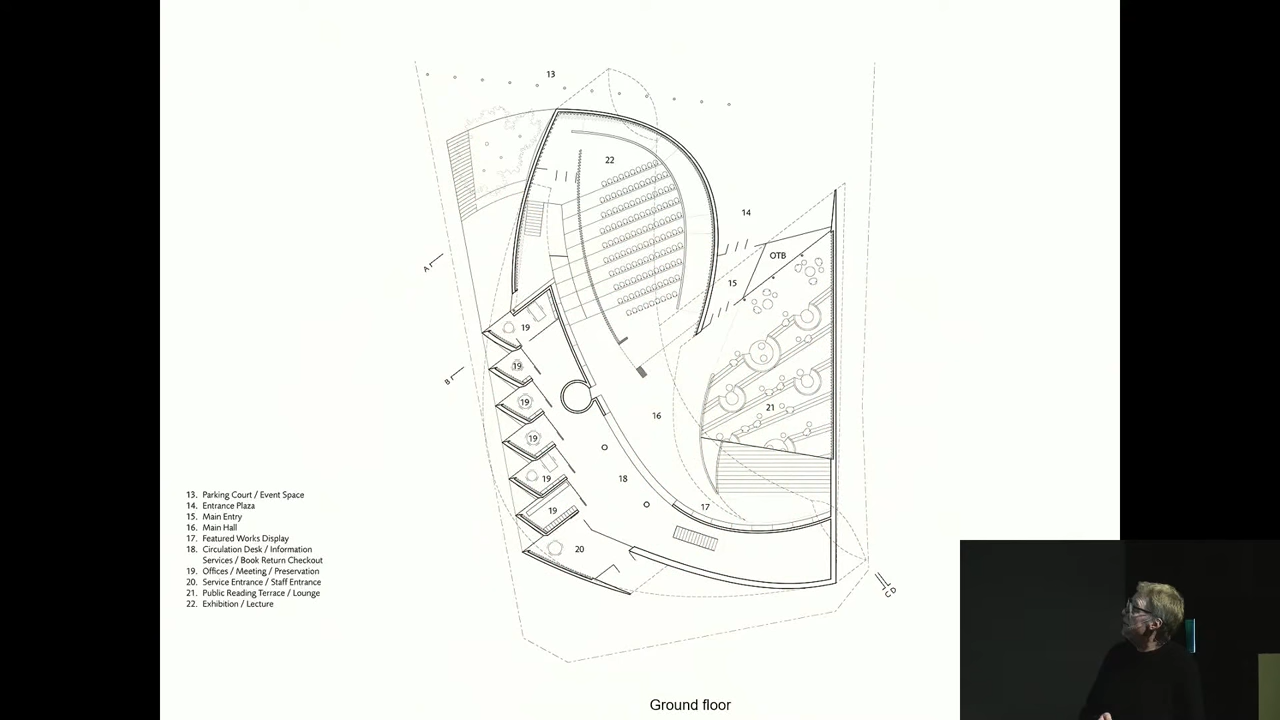 13
22
14
OTB
15
A
19
B
19
19
21
16
19
19
18
17
19
20
13. Parking Court / Event Space
14. Entrance Plaza
15. Main Entry
16. Main Hall
17. Featured Works Display
18. Circulation Desk / Information
Services / Book Return Checkout
19. Offices / Meeting / Preservation
20. Service Entrance / Staff Entrance
21. Public Reading Terrace / Lounge
22. Exhibition / Lecture
D
C
Ground floor